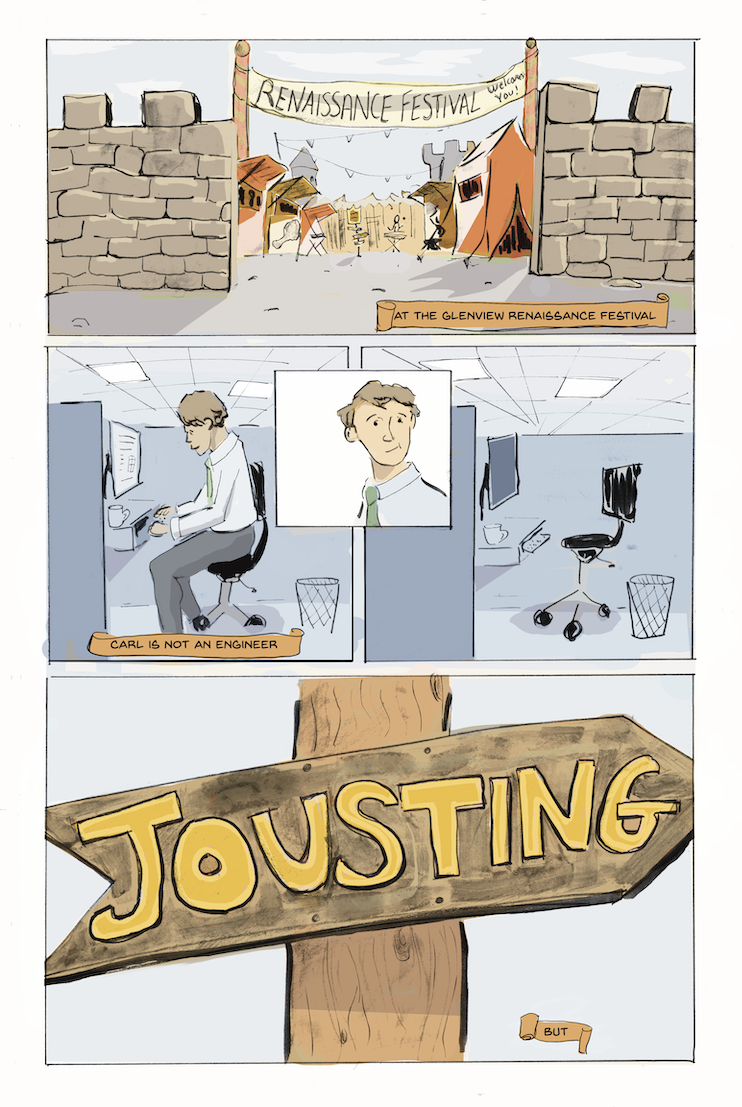 RENAISSANCE FESTIVAL
Welcomes
You!
AT THE GLENVIEW RENAISSANCE FESTIVAL
CARL IS NOT AN ENGINEER
JOUSTING
BUT